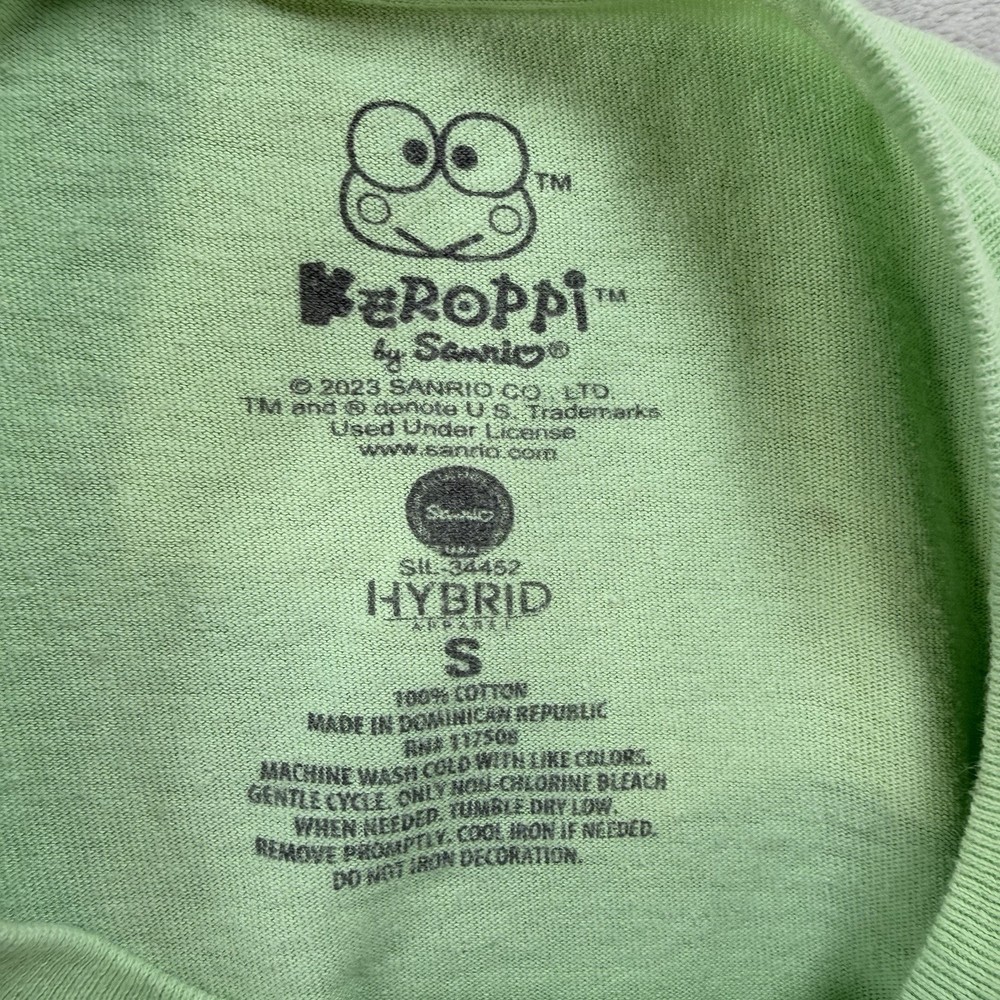 TM
KEROPPI TM
by Sanrio®
© 2023 SANRIO CO., LTD.
TM and ® denote U.S. Trademarks
Used Under License
www.sanrio.com
Sanrio
USA
SIL-34452
HYBRID
APPAREL
S
100% COTTON
MADE IN DOMINICAN REPUBLIC
RN# 117508
MACHINE WASH COLD WITH LIKE COLORS.
GENTLE CYCLE. ONLY NON-CHLORINE BLEACH
WHEN NEEDED. TUMBLE DRY LOW.
REMOVE PROMPTLY. COOL IRON IF NEEDED.
DO NOT IRON DECORATION.